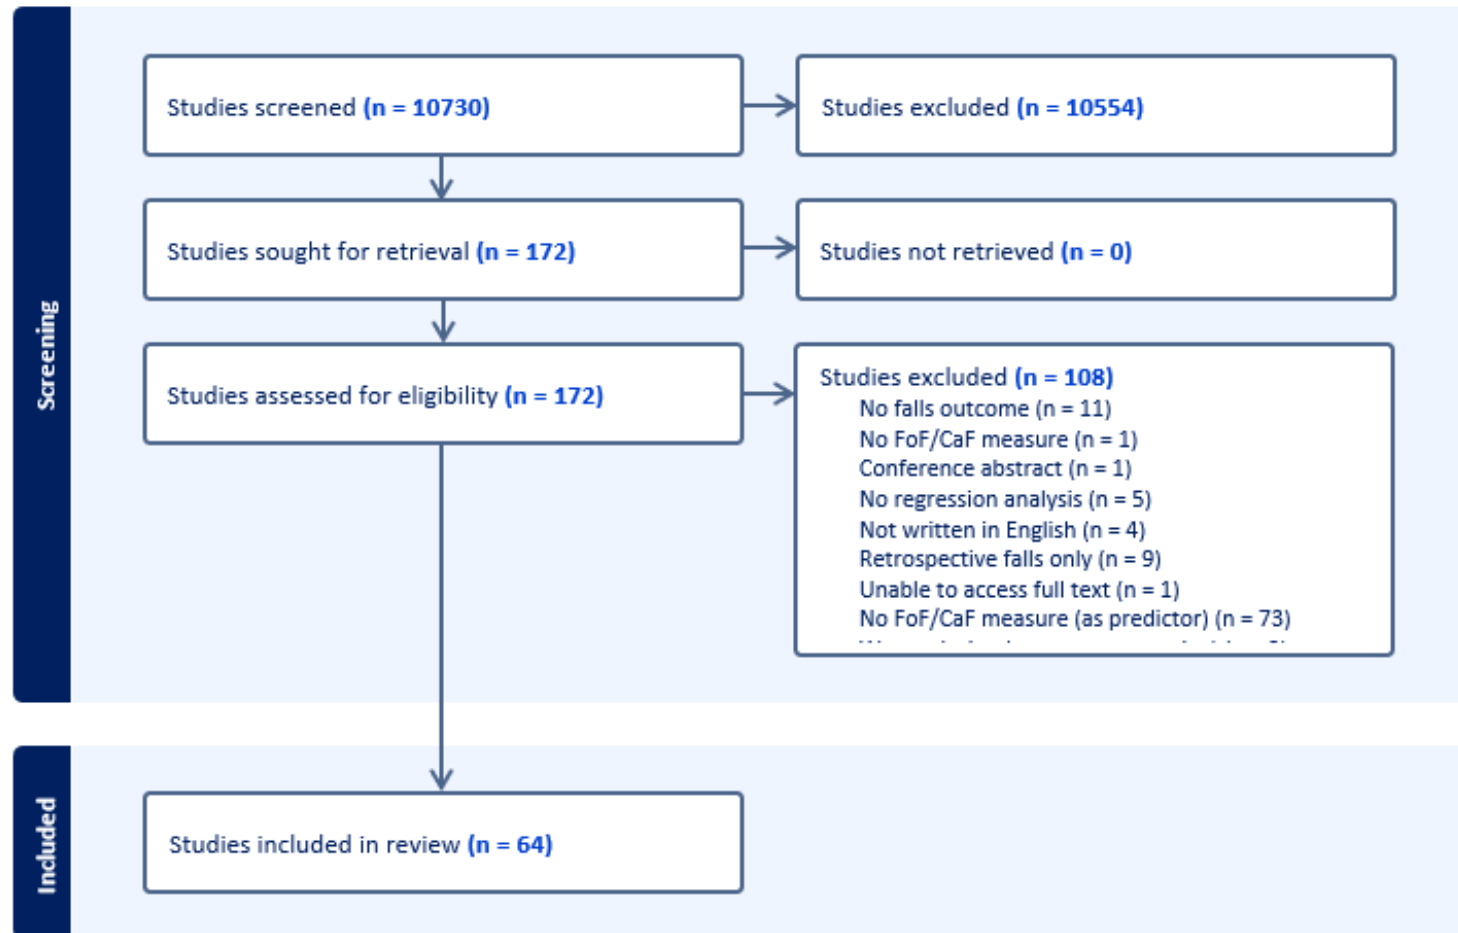 Screening
Studies screened (n = 10730)
Studies excluded (n = 10554)
Studies sought for retrieval (n = 172)
Studies not retrieved (n = 0)
Studies assessed for eligibility (n = 172)
Studies excluded (n = 108)
No falls outcome (n = 11)
No FoF/CaF measure (n = 1)
Conference abstract (n = 1)
No regression analysis (n = 5)
Not written in English (n = 4)
Retrospective falls only (n = 9)
Unable to access full text (n = 1)
No FoF/CaF measure (as predictor) (n = 73)
Included
Studies included in review (n = 64)